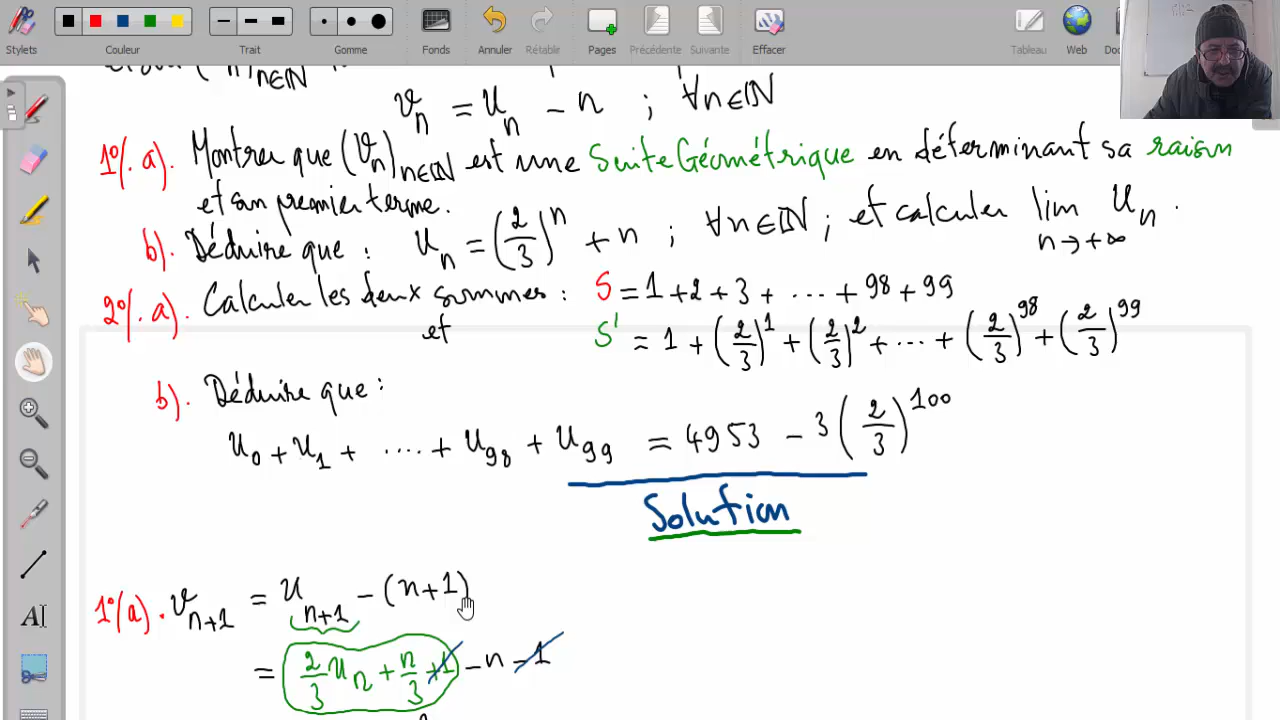 Stylets Couleur Trait Gomme Fonds Annuler Rétablir Pages Précédente Suivante Effacer Tableau Web
v_n = u_n - n ; ∀n∈ℕ
1°/. a). Montrer que (v_n)_{n∈ℕ} est une Suite Géométrique en déterminant sa raison
et son premier terme.
b). Déduire que : u_n = (2/3)^n + n ; ∀n∈ℕ ; et calculer lim_{n→+∞} u_n .
2°/. a). Calculer les deux sommes : S = 1 + 2 + 3 + ... + 98 + 99
et S' = 1 + (2/3)^1 + (2/3)^2 + ... + (2/3)^98 + (2/3)^99
b). Déduire que :
u_0 + u_1 + .... + u_98 + u_99 = 4953 - 3(2/3)^100
Solution
1°/a). v_{n+1} = u_{n+1} - (n+1)
= 2/3 u_n + n/3 + 1 - n - 1